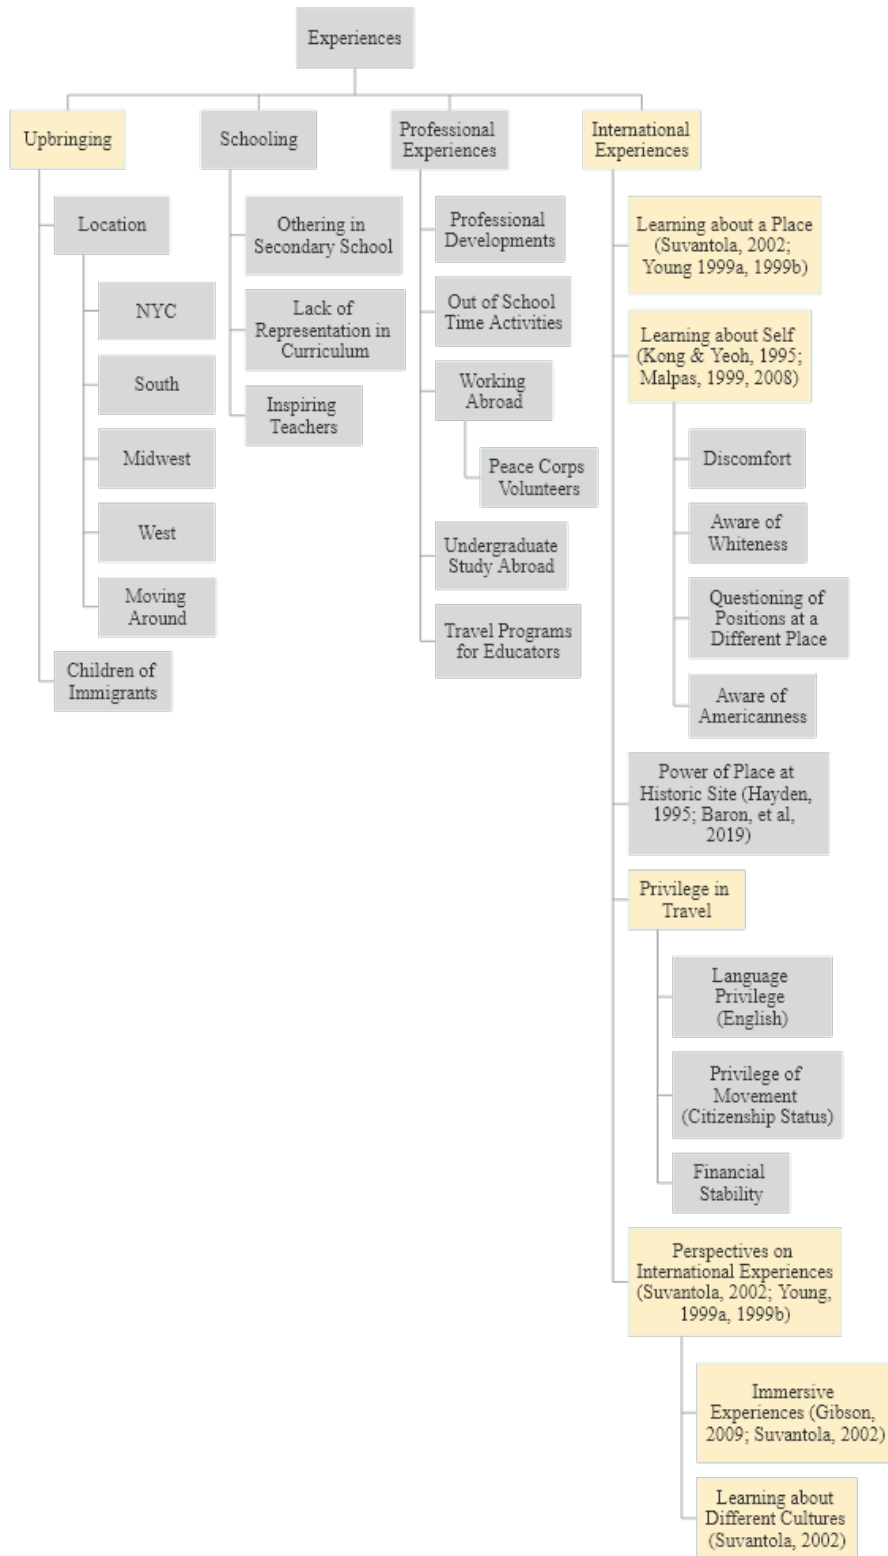 Experiences
Upbringing
Location
NYC
South
Midwest
West
Moving
Around
Children of
Immigrants
Schooling
Othering in
Secondary School
Lack of
Representation in
Curriculum
Inspiring
Teachers
Professional
Experiences
Professional
Developments
Out of School
Time Activities
Working
Abroad
Peace Corps
Volunteers
Undergraduate
Study Abroad
Travel Programs
for Educators
International
Experiences
Learning about a Place
(Suvantola, 2002;
Young 1999a, 1999b)
Learning about Self
(Kong & Yeoh, 1995;
Malpas, 1999, 2008)
Discomfort
Aware of
Whiteness
Questioning of
Positions at a
Different Place
Aware of
Americanness
Power of Place at
Historic Site (Hayden,
1995; Baron, et al,
2019)
Privilege in
Travel
Language
Privilege
(English)
Privilege of
Movement
(Citizenship Status)
Financial
Stability
Perspectives on
International Experiences
(Suvantola, 2002; Young,
1999a, 1999b)
Immersive
Experiences (Gibson,
2009; Suvantola, 2002)
Learning about
Different Cultures
(Suvantola, 2002)